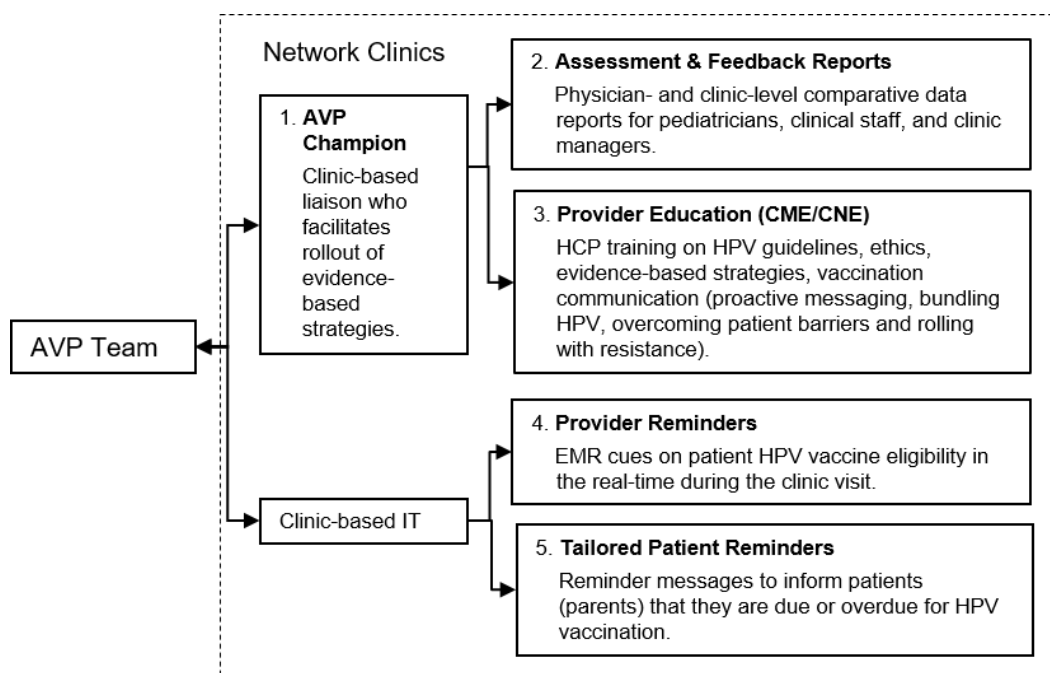 Network Clinics
1. AVP
Champion
Clinic-based
liaison who
facilitates
rollout of
evidence-
based
strategies.
2. Assessment & Feedback Reports
Physician- and clinic-level comparative data
reports for pediatricians, clinical staff, and clinic
managers.
3. Provider Education (CME/CNE)
HCP training on HPV guidelines, ethics,
evidence-based strategies, vaccination
communication (proactive messaging, bundling
HPV, overcoming patient barriers and rolling
with resistance).
AVP Team
Clinic-based IT
4. Provider Reminders
EMR cues on patient HPV vaccine eligibility in
the real-time during the clinic visit.
5. Tailored Patient Reminders
Reminder messages to inform patients
(parents) that they are due or overdue for HPV
vaccination.